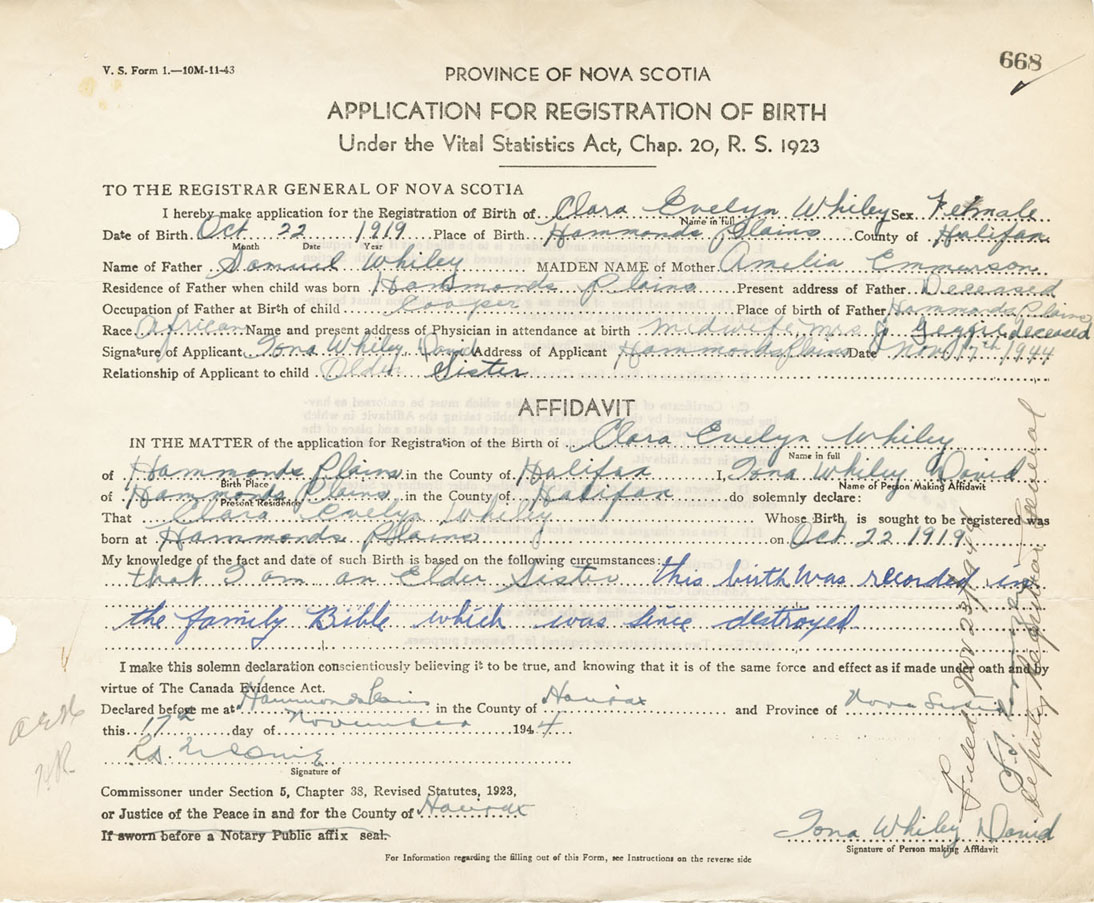 V. S. Form 1.—10M-11-43
668
PROVINCE OF NOVA SCOTIA
APPLICATION FOR REGISTRATION OF BIRTH
Under the Vital Statistics Act, Chap. 20, R. S. 1923
TO THE REGISTRAR GENERAL OF NOVA SCOTIA
I hereby make application for the Registration of Birth of Clara Evelyn Whiley Sex Female
Name in full
Date of Birth Oct 22 1919 Place of Birth Hammonds Plains County of Halifax
Month Date Year
Name of Father Samuel Whiley MAIDEN NAME of Mother Amelia Emmerson
Residence of Father when child was born Hammonds Plains Present address of Father Deceased
Occupation of Father at Birth of child Cooper Place of birth of Father Hammonds Plains
Race African Name and present address of Physician in attendance at birth Midwife Mrs J deceased
Signature of Applicant Iona Whiley David Address of Applicant Hammonds Plains Date Nov 17th 1944
Relationship of Applicant to child Older Sister
AFFIDAVIT
IN THE MATTER of the application for Registration of the Birth of Clara Evelyn Whiley
Name in full
of Hammonds Plains in the County of Halifax I, Iona Whiley David
Birth Place Name of Person Making Affidavit
of Hammonds Plains in the County of Halifax do solemnly declare:
Present Residence
That Clara Evelyn Whiley Whose Birth is sought to be registered was
born at Hammonds Plains on Oct 22 1919
My knowledge of the fact and date of such Birth is based on the following circumstances:
that I am an Elder Sister this birth was recorded in
the family Bible which was since destroyed
I make this solemn declaration conscientiously believing it to be true, and knowing that it is of the same force and effect as if made under oath and by
virtue of The Canada Evidence Act.
Declared before me at Hammonds Plains in the County of Halifax and Province of Nova Scotia
this 17th day of November 1944
Signature of
Commissoner under Section 5, Chapter 38, Revised Statutes, 1923,
or Justice of the Peace in and for the County of Halifax
If sworn before a Notary Public affix seal.
Iona Whiley David
Signature of Person making Affidavit
For Information regarding the filling out of this Form, see Instructions on the reverse side
Filed Nov 23, 1944
Deputy Registrar General